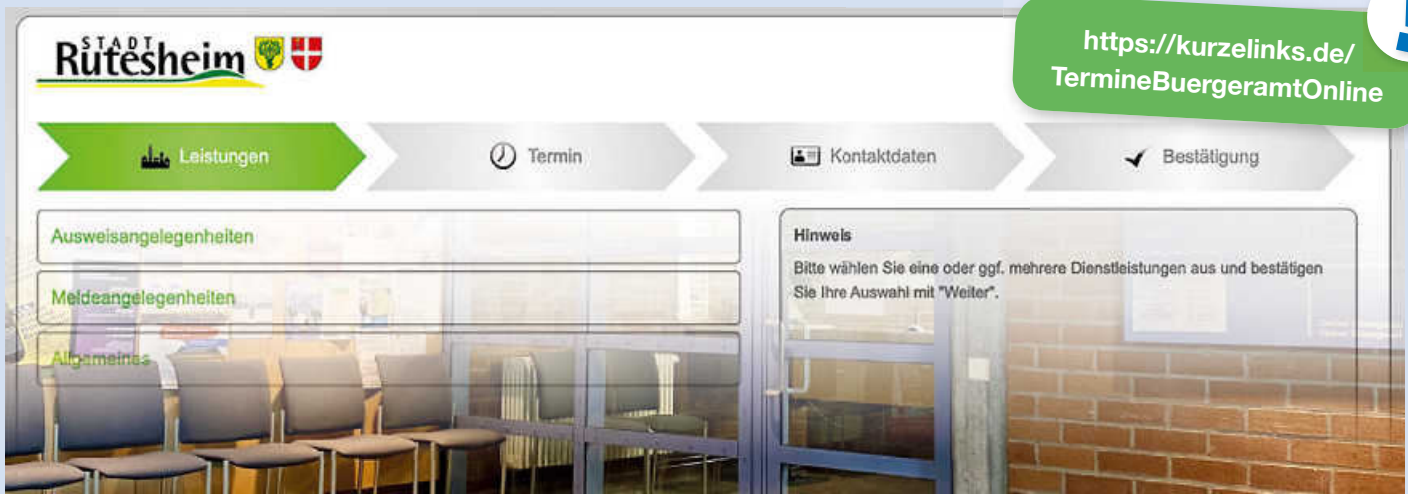 STADT
Rutesheim
https://kurzelinks.de/
TermineBuergeramtOnline
Leistungen
Termin
Kontaktdaten
Bestätigung
Ausweisangelegenheiten
Meldeangelegenheiten
Allgemeines
Hinweis
Bitte wählen Sie eine oder ggf. mehrere Dienstleistungen aus und bestätigen
Sie Ihre Auswahl mit "Weiter".